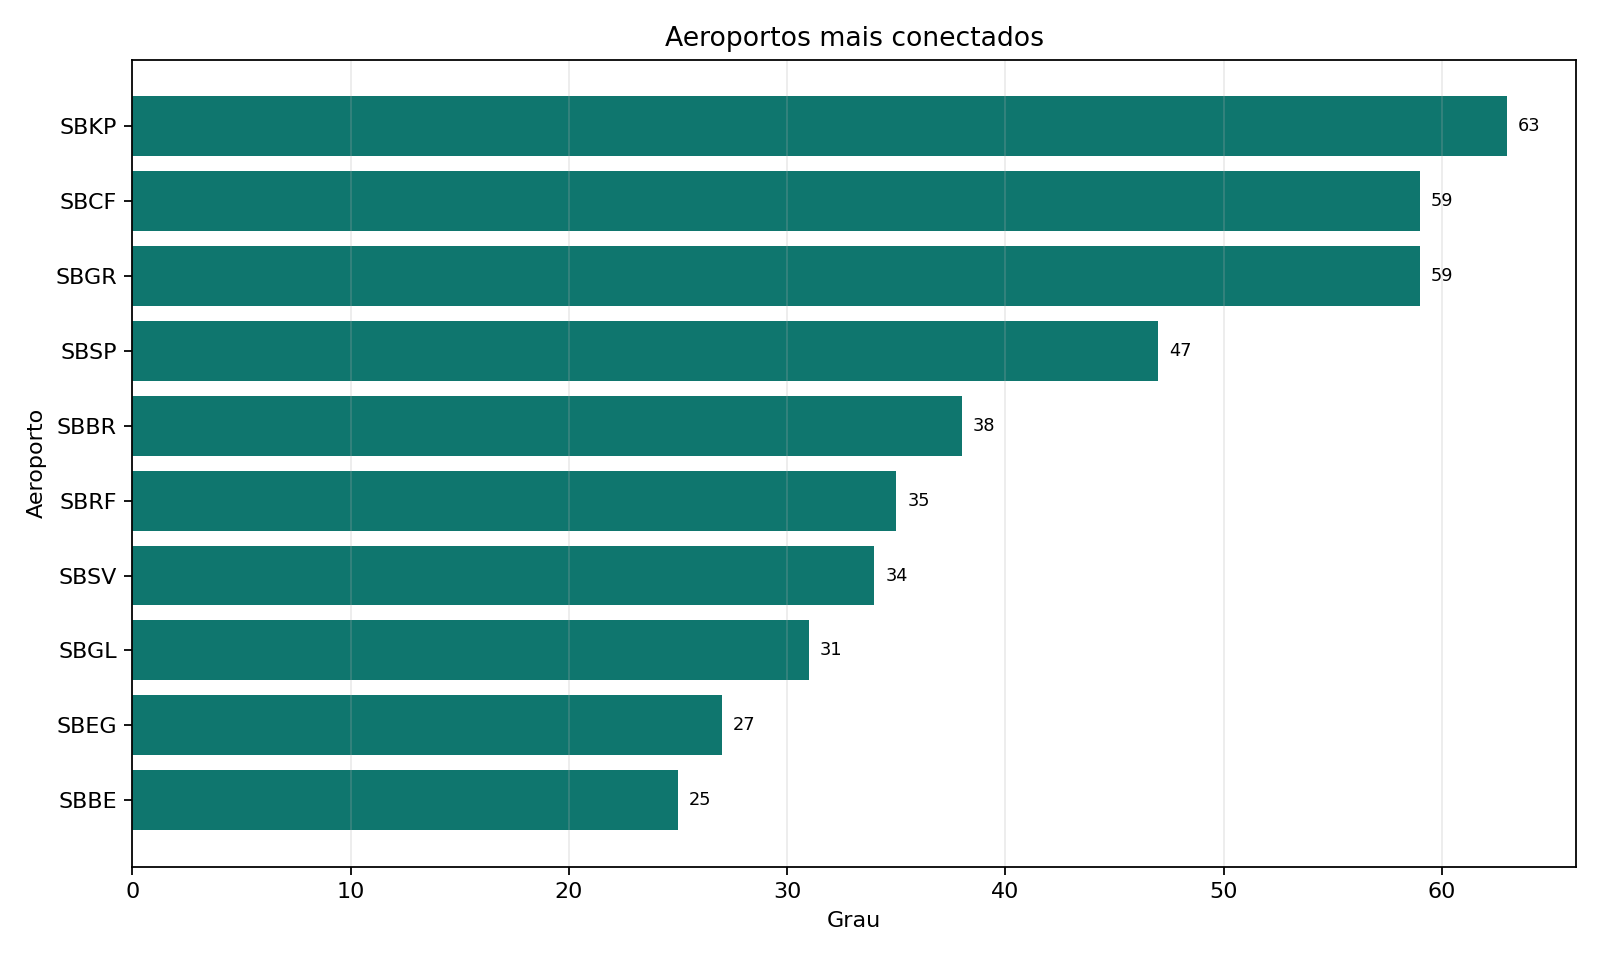 Aeroportos mais conectados
Aeroporto
SBKP 63
SBCF 59
SBGR 59
SBSP 47
SBBR 38
SBRF 35
SBSV 34
SBGL 31
SBEG 27
SBBE 25
0 10 20 30 40 50 60
Grau